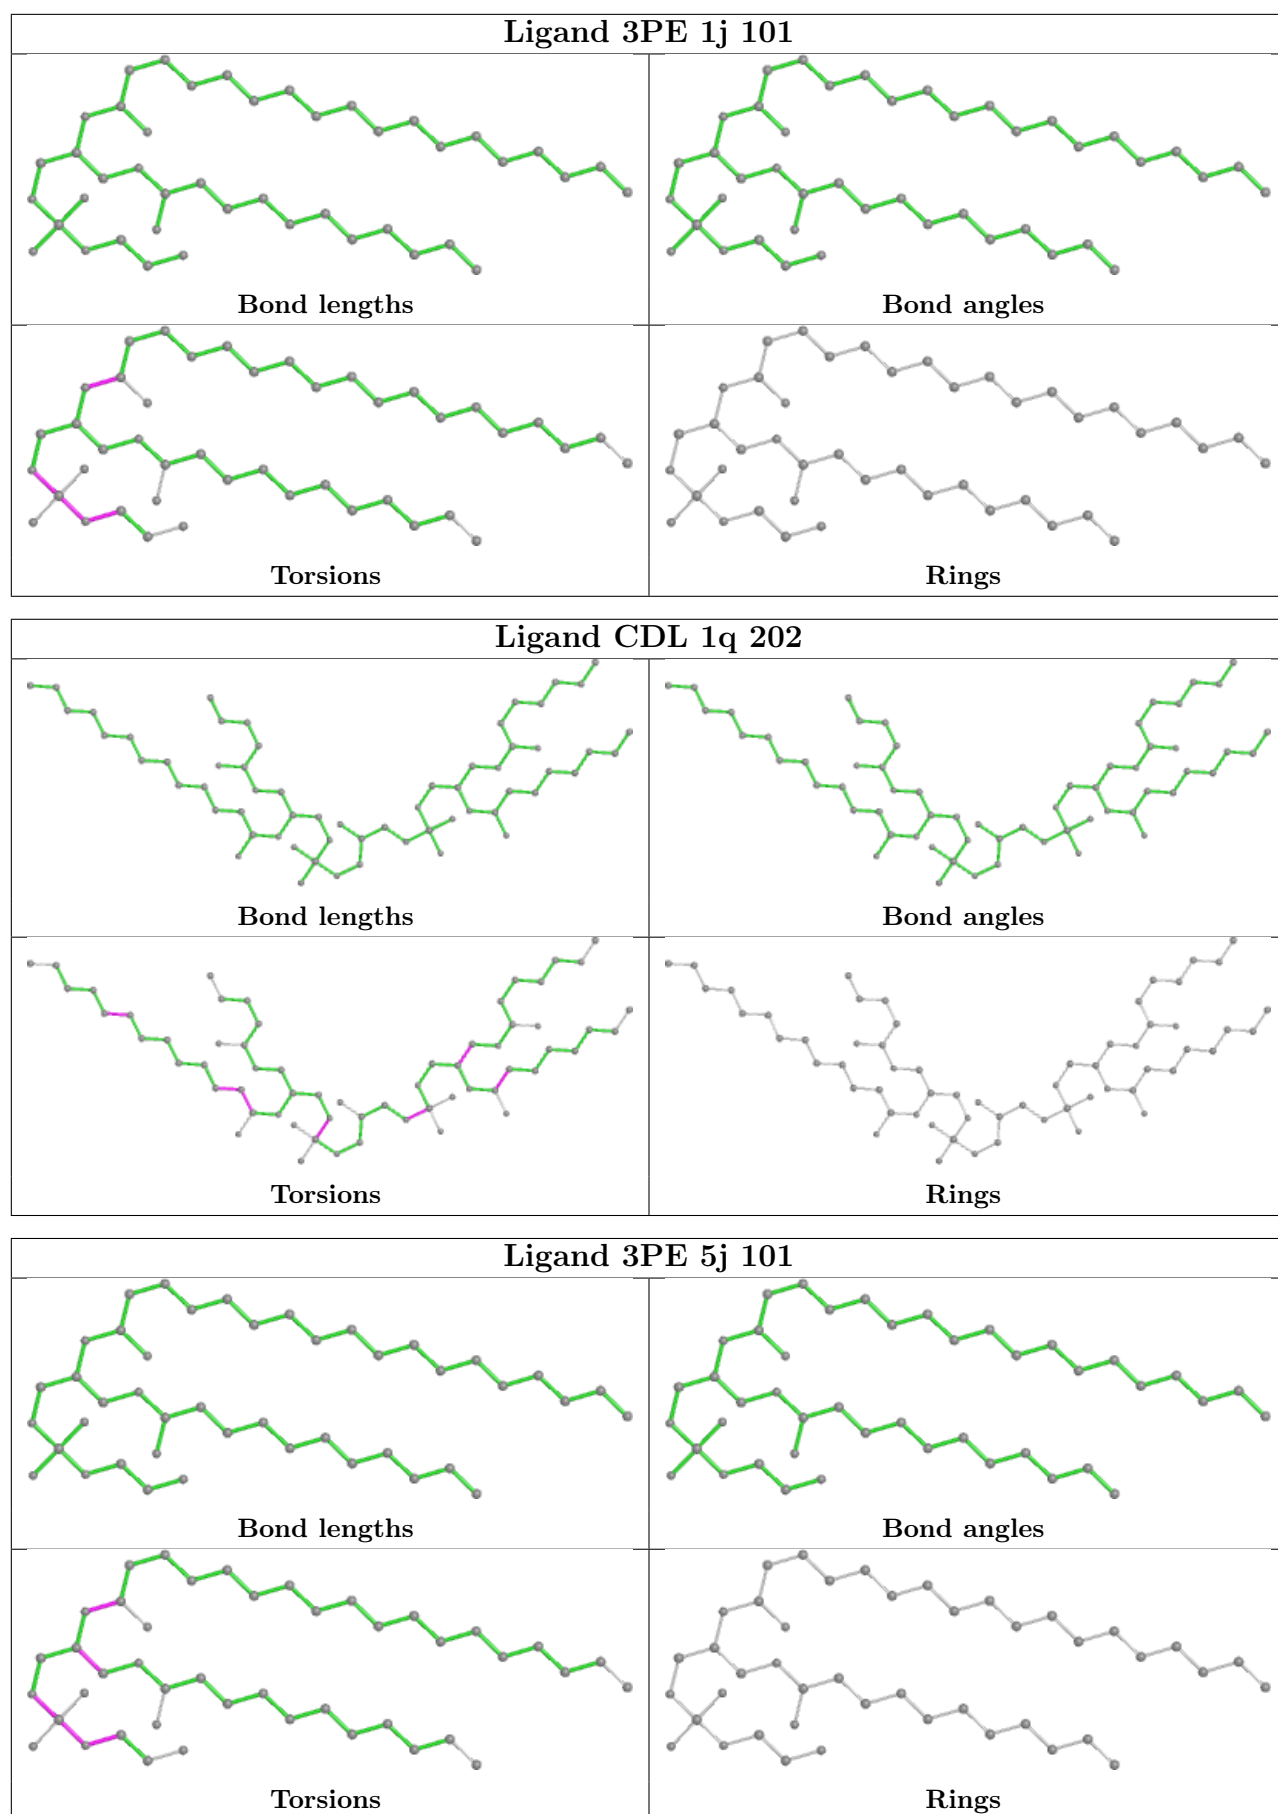 Ligand 3PE 1j 101
Bond lengths
Bond angles
Torsions
Rings
Ligand CDL 1q 202
Bond lengths
Bond angles
Torsions
Rings
Ligand 3PE 5j 101
Bond lengths
Bond angles
Torsions
Rings